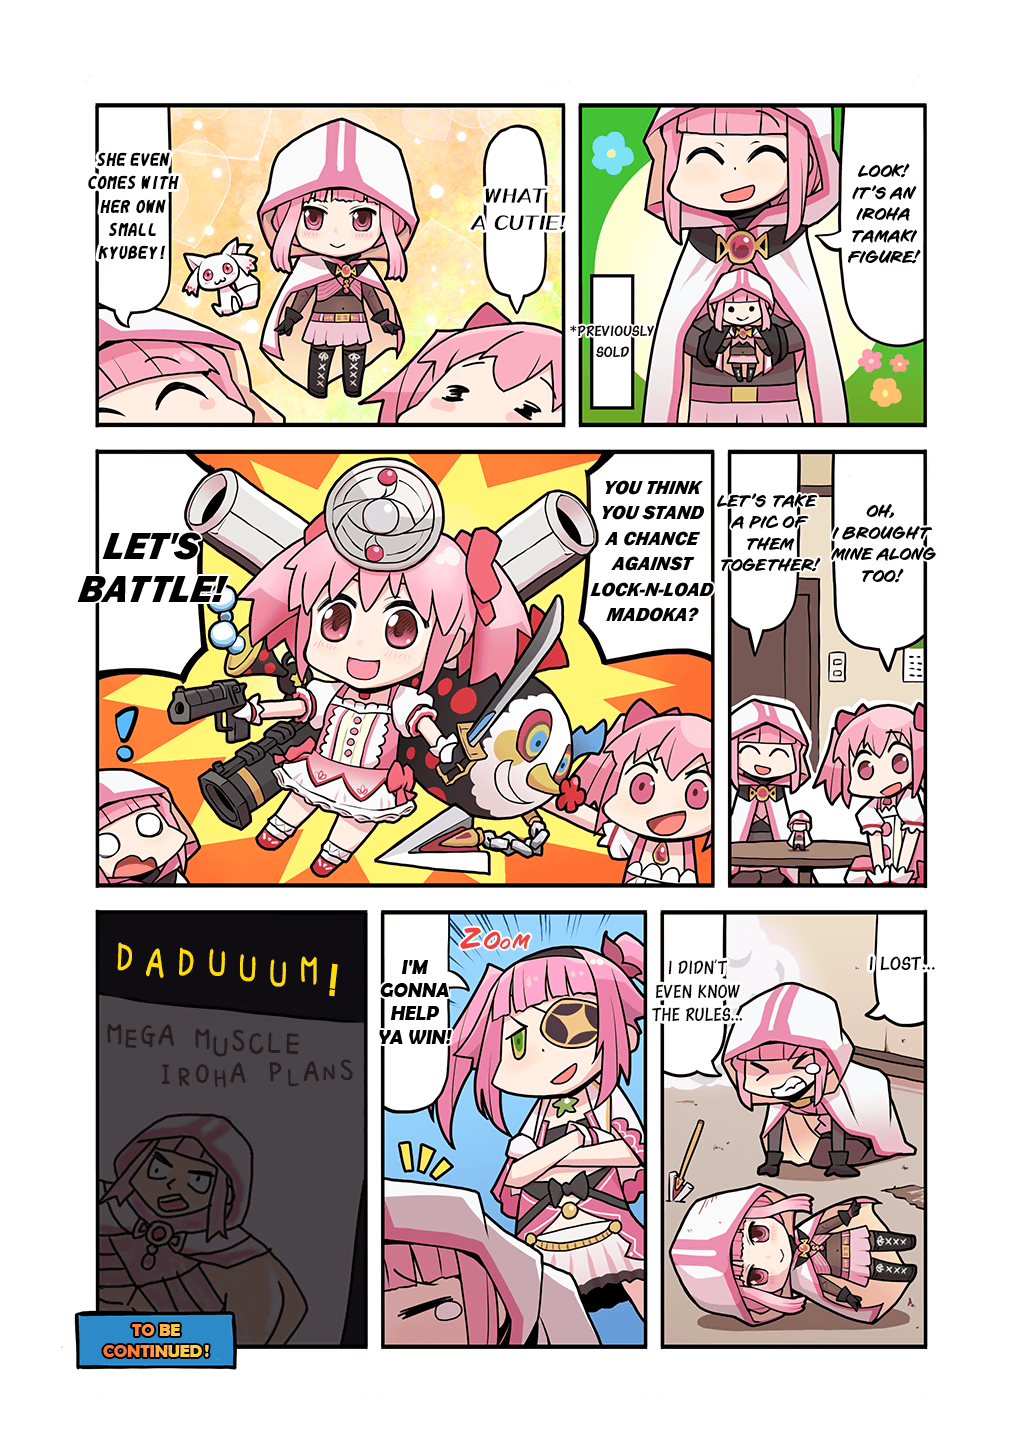 LOOK!
IT'S AN
IROHA
TAMAKI
FIGURE!
*PREVIOUSLY
SOLD
WHAT
A CUTIE!
SHE EVEN
COMES WITH
HER OWN
SMALL
KYUBEY!
OH,
I BROUGHT
MINE ALONG
TOO!
LET'S TAKE
A PIC OF
THEM
TOGETHER!
YOU THINK
YOU STAND
A CHANCE
AGAINST
LOCK-N-LOAD
MADOKA?
LET'S
BATTLE!
!
I LOST...
I DIDN'T
EVEN KNOW
THE RULES...
ZOOM
I'M
GONNA
HELP
YA WIN!
DADUUUM!
MEGA MUSCLE
IROHA PLANS
TO BE
CONTINUED!